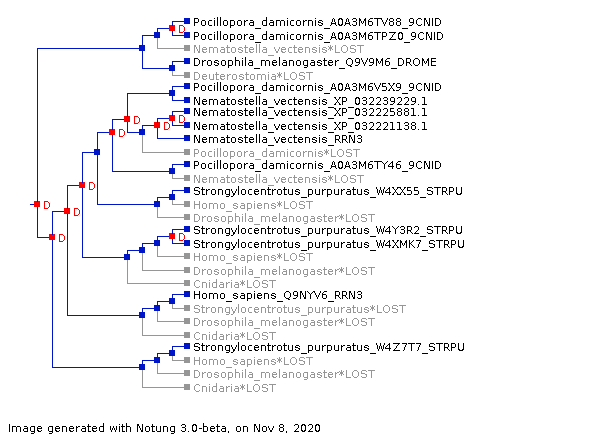 Pocillopora_damicornis_A0A3M6TV88_9CNID
D
Pocillopora_damicornis_A0A3M6TPZ0_9CNID
Nematostella_vectensis*LOST
Drosophila_melanogaster_Q9V9M6_DROME
Deuterostomia*LOST
Pocillopora_damicornis_A0A3M6V5X9_9CNID
Nematostella_vectensis_XP_032239229.1
Nematostella_vectensis_XP_032225881.1
D D D
Nematostella_vectensis_XP_032221138.1
D
Nematostella_vectensis_RRN3
Pocillopora_damicornis*LOST
Pocillopora_damicornis_A0A3M6TY46_9CNID
Nematostella_vectensis*LOST
D
Strongylocentrotus_purpuratus_W4XX55_STRPU
Homo_sapiens*LOST
D D
Drosophila_melanogaster*LOST
Strongylocentrotus_purpuratus_W4Y3R2_STRPU
D D
Strongylocentrotus_purpuratus_W4XMK7_STRPU
Homo_sapiens*LOST
Drosophila_melanogaster*LOST
Cnidaria*LOST
Homo_sapiens_Q9NYV6_RRN3
Strongylocentrotus_purpuratus*LOST
Drosophila_melanogaster*LOST
Cnidaria*LOST
Strongylocentrotus_purpuratus_W4Z7T7_STRPU
Homo_sapiens*LOST
Drosophila_melanogaster*LOST
Cnidaria*LOST
Image generated with Notung 3.0-beta, on Nov 8, 2020